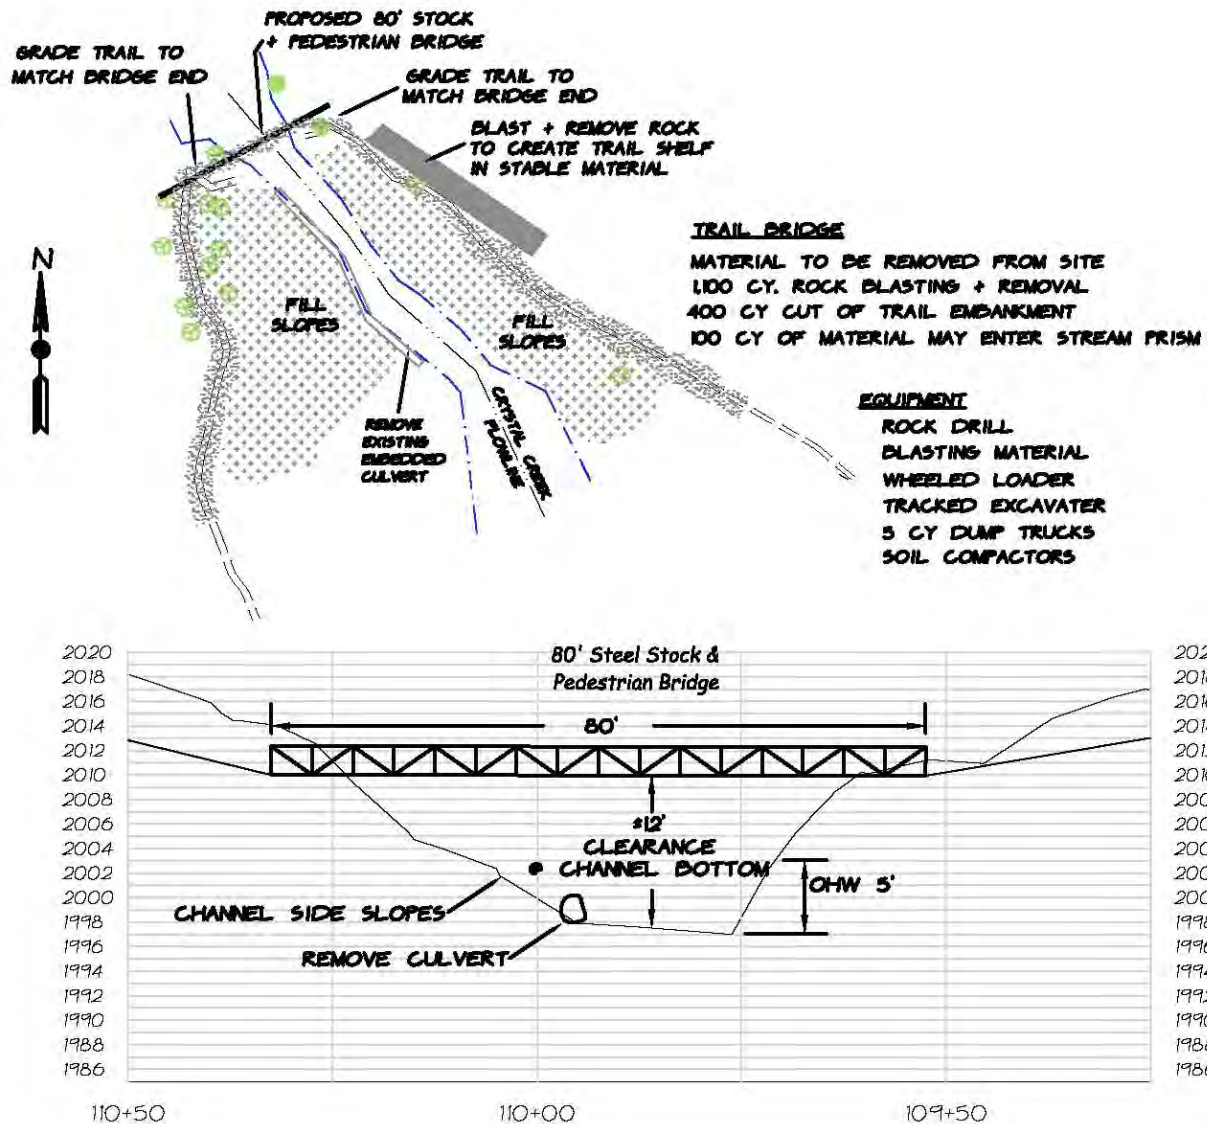 PROPOSED 80' STOCK
+ PEDESTRIAN BRIDGE
GRADE TRAIL TO
MATCH BRIDGE END
GRADE TRAIL TO
MATCH BRIDGE END
BLAST + REMOVE ROCK
TO CREATE TRAIL SHELF
IN STABLE MATERIAL
N
FILL
SLOPES
FILL
SLOPES
REMOVE
EXISTING
EMBEDDED
CULVERT
CRYSTAL CREEK
FLOWLINE
TRAIL BRIDGE
MATERIAL TO BE REMOVED FROM SITE
1,100 CY. ROCK BLASTING + REMOVAL
400 CY CUT OF TRAIL EMBANKMENT
100 CY OF MATERIAL MAY ENTER STREAM PRISM
EQUIPMENT
ROCK DRILL
BLASTING MATERIAL
WHEELED LOADER
TRACKED EXCAVATER
5 CY DUMP TRUCKS
SOIL COMPACTORS
80' Steel Stock &
Pedestrian Bridge
80'
±12'
CLEARANCE
CHANNEL BOTTOM
OHW 5'
CHANNEL SIDE SLOPES
REMOVE CULVERT
2020
2018
2016
2014
2012
2010
2008
2006
2004
2002
2000
1998
1996
1994
1992
1990
1988
1986
110+50
110+00
109+50